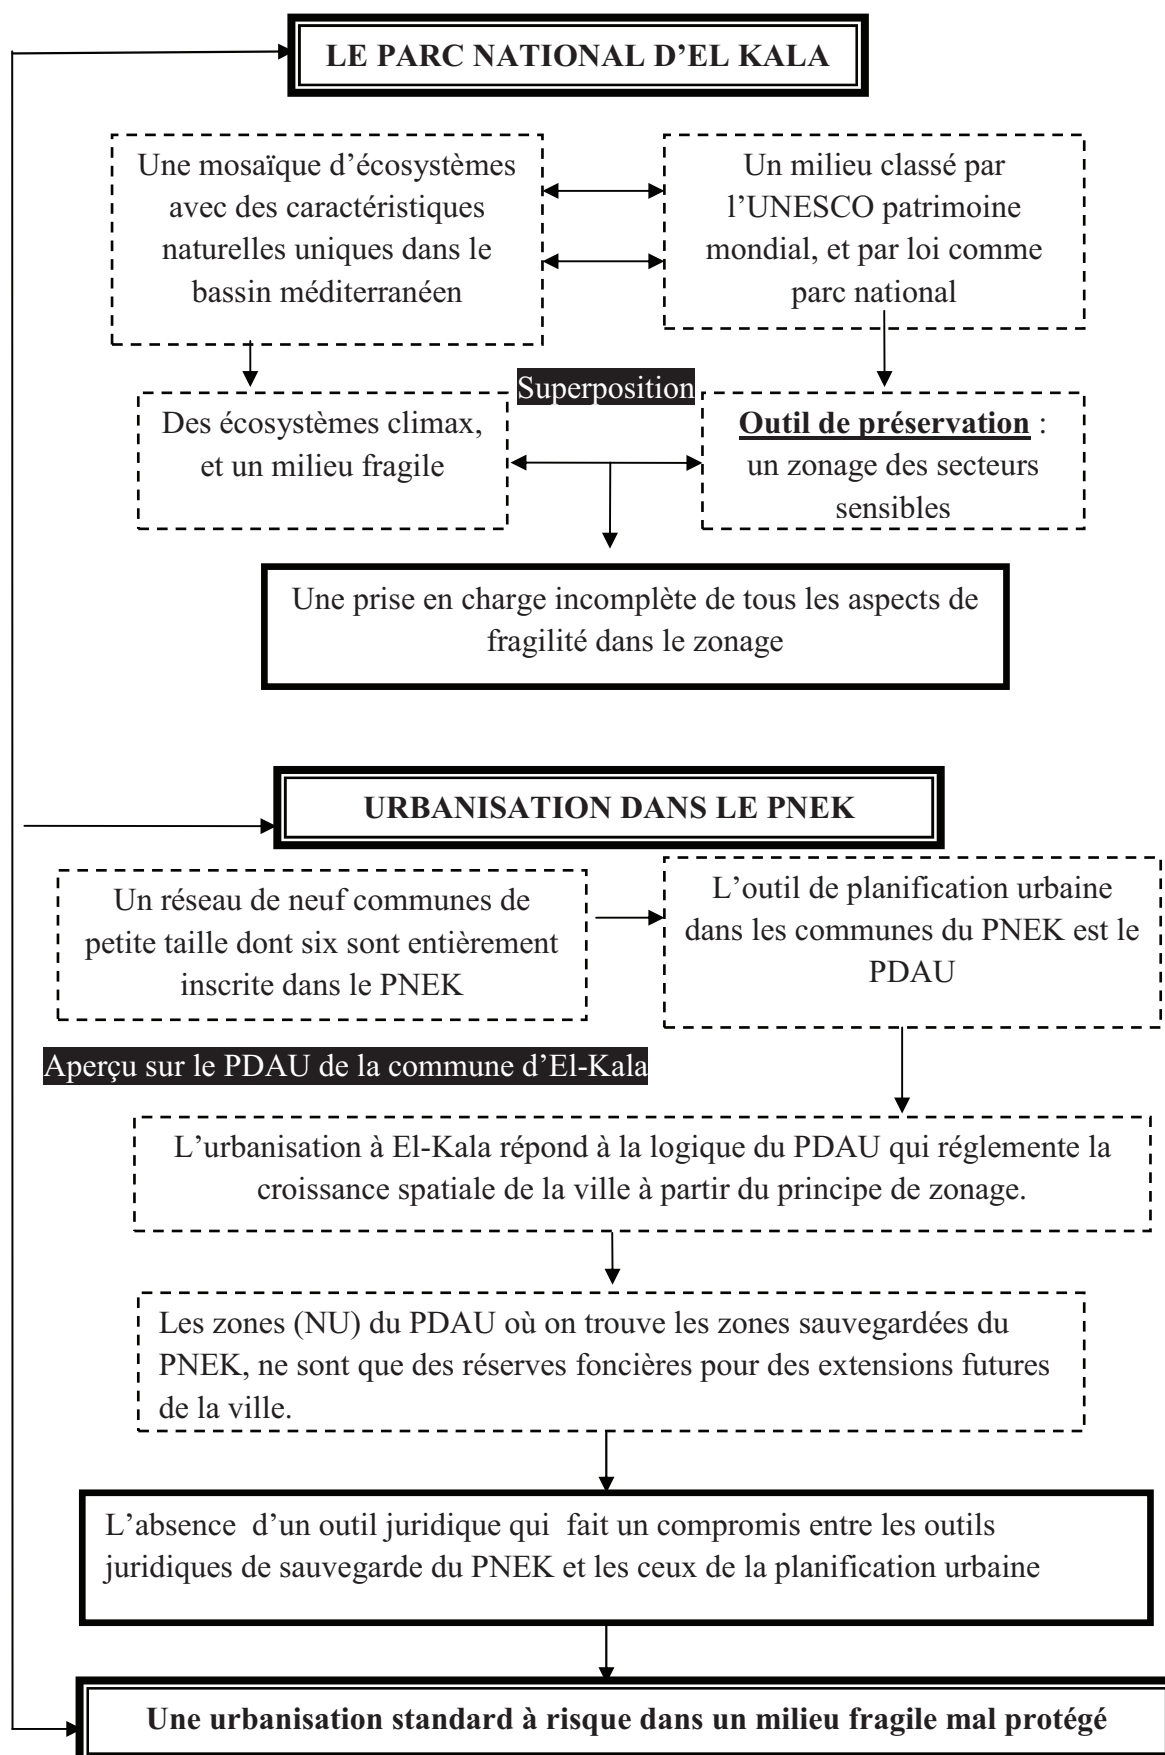 LE PARC NATIONAL D'EL KALA
Une mosaïque d'écosystèmes
avec des caractéristiques
naturelles uniques dans le
bassin méditerranéen
Un milieu classé par
l'UNESCO patrimoine
mondial, et par loi comme
parc national
Superposition
Des écosystèmes climax,
et un milieu fragile
Outil de préservation :
un zonage des secteurs
sensibles
Une prise en charge incomplète de tous les aspects de
fragilité dans le zonage
URBANISATION DANS LE PNEK
Un réseau de neuf communes de
petite taille dont six sont entièrement
inscrite dans le PNEK
L'outil de planification urbaine
dans les communes du PNEK est le
PDAU
Aperçu sur le PDAU de la commune d'El-Kala
L'urbanisation à El-Kala répond à la logique du PDAU qui réglemente la
croissance spatiale de la ville à partir du principe de zonage.
Les zones (NU) du PDAU où on trouve les zones sauvegardées du
PNEK, ne sont que des réserves foncières pour des extensions futures
de la ville.
L'absence d'un outil juridique qui fait un compromis entre les outils
juridiques de sauvegarde du PNEK et les ceux de la planification urbaine
Une urbanisation standard à risque dans un milieu fragile mal protégé